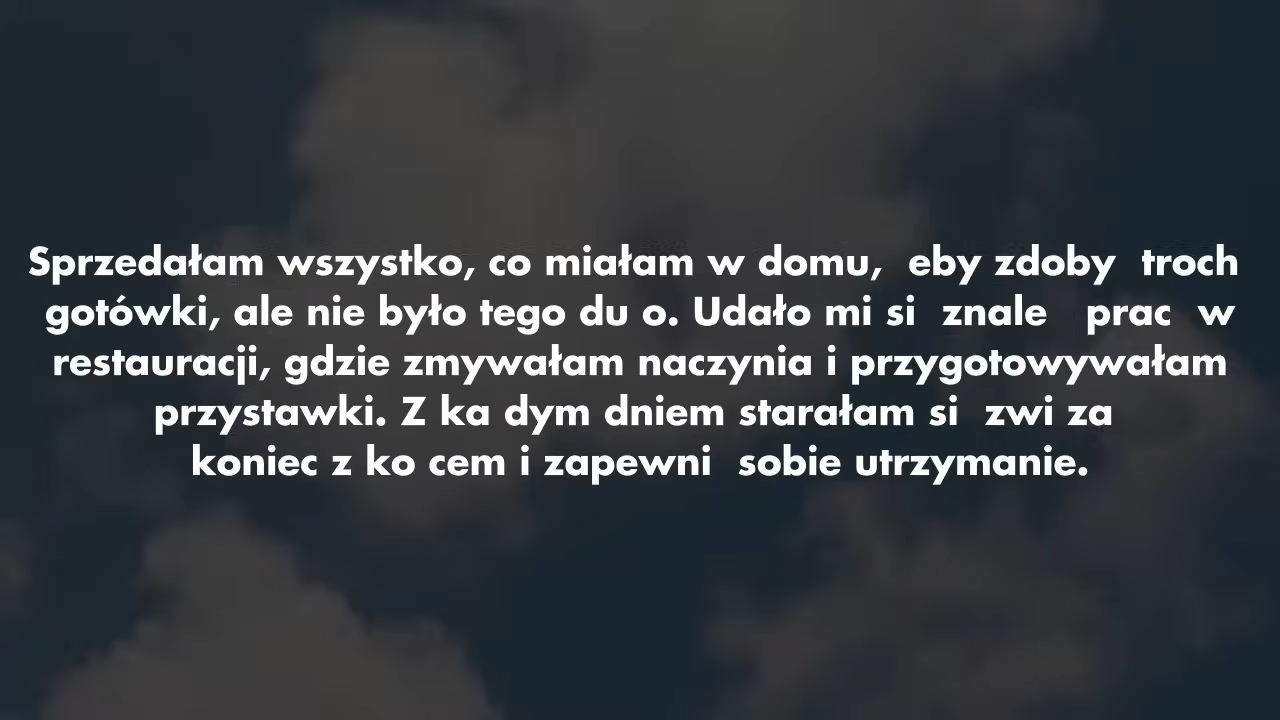 Sprzedałam wszystko, co miałam w domu,  eby zdoby  troch
gotówki, ale nie było tego du o. Udało mi si  znale   prac  w
restauracji, gdzie zmywałam naczynia i przygotowywałam
przystawki. Z ka dym dniem starałam si  zwi za
koniec z ko cem i zapewni  sobie utrzymanie.